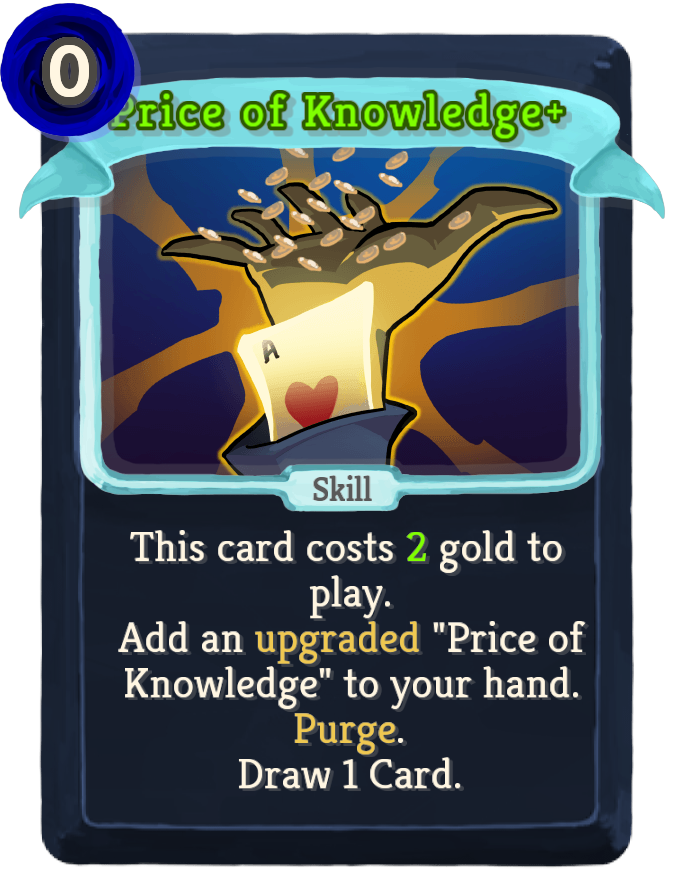 0
Price of Knowledge+
A
Skill
This card costs 2 gold to
play.
Add an upgraded "Price of
Knowledge" to your hand.
Purge.
Draw 1 Card.